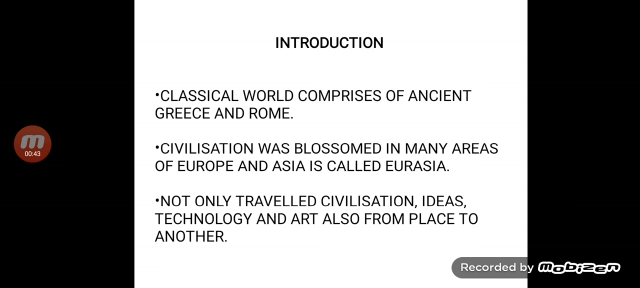 INTRODUCTION
•CLASSICAL WORLD COMPRISES OF ANCIENT
GREECE AND ROME.
•CIVILISATION WAS BLOSSOMED IN MANY AREAS
OF EUROPE AND ASIA IS CALLED EURASIA.
•NOT ONLY TRAVELLED CIVILISATION, IDEAS,
TECHNOLOGY AND ART ALSO FROM PLACE TO
ANOTHER.
00:43
Recorded by Mobizen